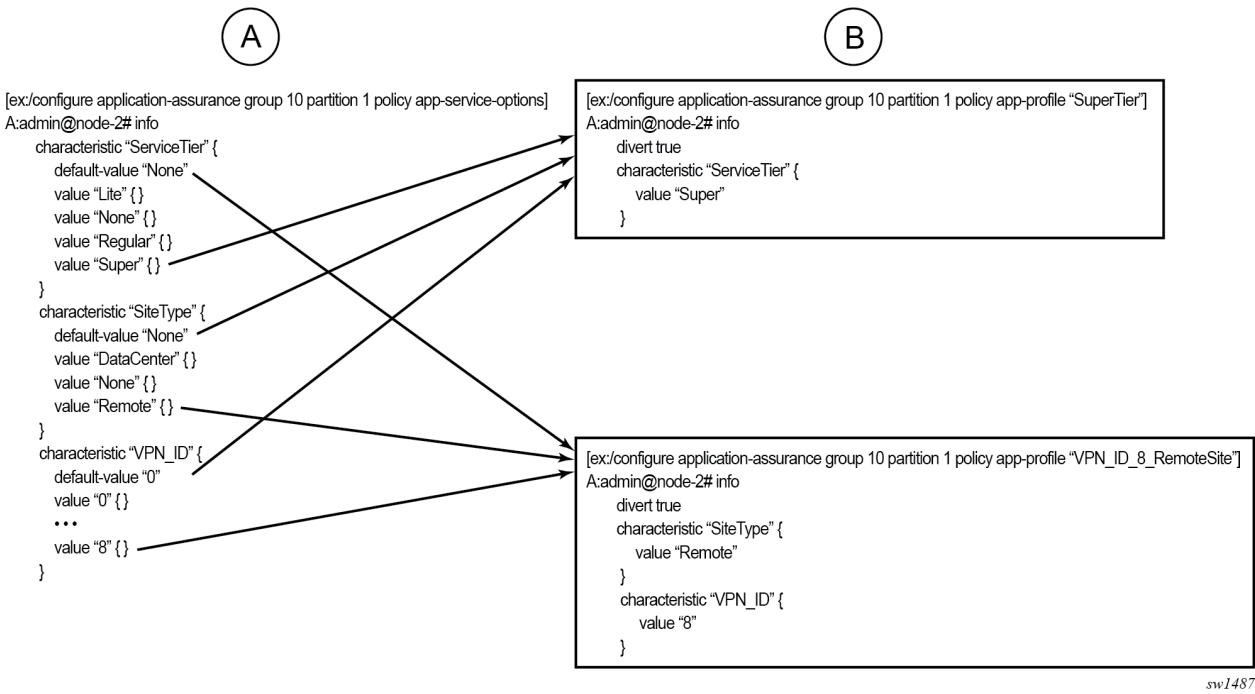 A
[ex:/configure application-assurance group 10 partition 1 policy app-service-options]
A:admin@node-2# info
characteristic “ServiceTier” {
default-value “None”
value “Lite” { }
value “None” { }
value “Regular” { }
value “Super” { }
}
characteristic “SiteType” {
default-value “None”
value “DataCenter” { }
value “None” { }
value “Remote” { }
}
characteristic “VPN_ID” {
default-value “0”
value “0” { }
• • •
value “8” { }
}
B
[ex:/configure application-assurance group 10 partition 1 policy app-profile “SuperTier”]
A:admin@node-2# info
divert true
characteristic “ServiceTier” {
value “Super”
}
[ex:/configure application-assurance group 10 partition 1 policy app-profile “VPN_ID_8_RemoteSite”]
A:admin@node-2# info
divert true
characteristic “SiteType” {
value “Remote”
}
characteristic “VPN_ID” {
value “8”
}
sw1487